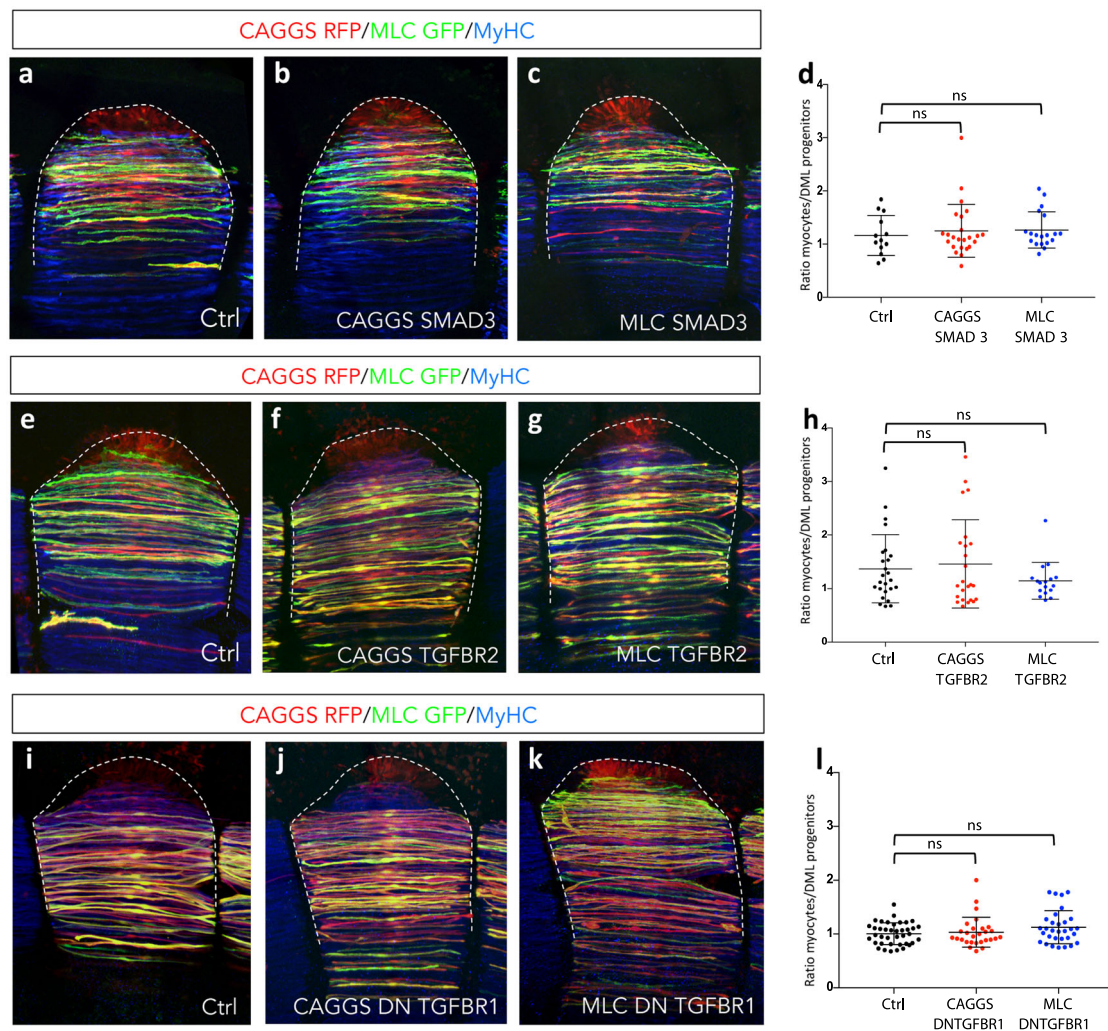 CAGGS RFP/MLC GFP/MyHC
a
b
c
d
Ctrl
CAGGS SMAD3
MLC SMAD3
Ratio myocytes/DML progenitors
4
3
2
1
0
ns
ns
Ctrl
CAGGS
SMAD 3
MLC
SMAD 3
CAGGS RFP/MLC GFP/MyHC
e
f
g
h
Ctrl
CAGGS TGFBR2
MLC TGFBR2
Ratio myocytes/DML progenitors
4
3
2
1
0
ns
ns
Ctrl
CAGGS
TGFBR2
MLC
TGFBR2
CAGGS RFP/MLC GFP/MyHC
i
j
k
l
Ctrl
CAGGS DN TGFBR1
MLC DN TGFBR1
Ratio myocytes/DML progenitors
4
3
2
1
0
ns
ns
Ctrl
CAGGS
DNTGFBR1
MLC
DNTGFBR1